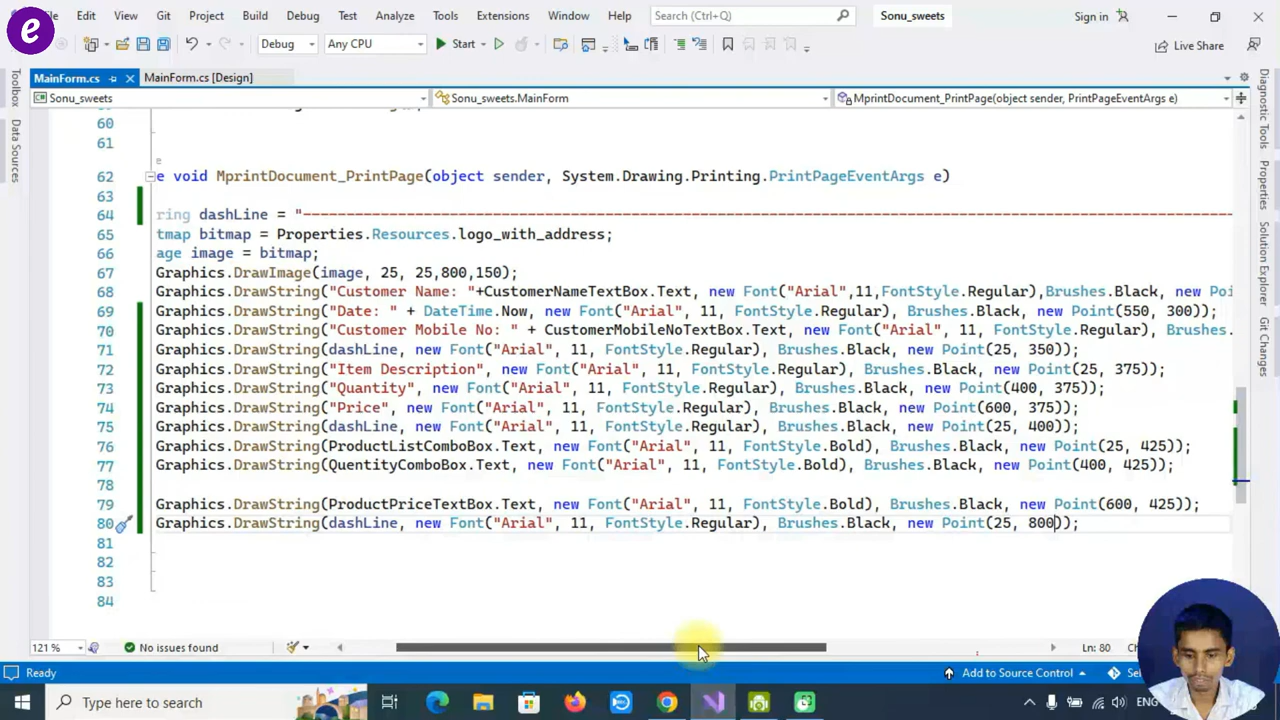 e
File Edit View Git Project Build Debug Test Analyze Tools Extensions Window Help Search (Ctrl+Q) Sonu_sweets Sign in
Debug Any CPU Start Live Share
MainForm.cs MainForm.cs [Design]
Sonu_sweets Sonu_sweets.MainForm MprintDocument_PrintPage(object sender, PrintPageEventArgs e)
Toolbox
Data Sources
60
61
e
62 e void MprintDocument_PrintPage(object sender, System.Drawing.Printing.PrintPageEventArgs e)
63
64 ring dashLine = "------------------------------------------------------------------------------------------------------------
65 tmap bitmap = Properties.Resources.logo_with_address;
66 age image = bitmap;
67 Graphics.DrawImage(image, 25, 25,800,150);
68 Graphics.DrawString("Customer Name: "+CustomerNameTextBox.Text, new Font("Arial",11,FontStyle.Regular),Brushes.Black, new Poi
69 Graphics.DrawString("Date: " + DateTime.Now, new Font("Arial", 11, FontStyle.Regular), Brushes.Black, new Point(550, 300));
70 Graphics.DrawString("Customer Mobile No: " + CustomerMobileNoTextBox.Text, new Font("Arial", 11, FontStyle.Regular), Brushes.
71 Graphics.DrawString(dashLine, new Font("Arial", 11, FontStyle.Regular), Brushes.Black, new Point(25, 350));
72 Graphics.DrawString("Item Description", new Font("Arial", 11, FontStyle.Regular), Brushes.Black, new Point(25, 375));
73 Graphics.DrawString("Quantity", new Font("Arial", 11, FontStyle.Regular), Brushes.Black, new Point(400, 375));
74 Graphics.DrawString("Price", new Font("Arial", 11, FontStyle.Regular), Brushes.Black, new Point(600, 375));
75 Graphics.DrawString(dashLine, new Font("Arial", 11, FontStyle.Regular), Brushes.Black, new Point(25, 400));
76 Graphics.DrawString(ProductListComboBox.Text, new Font("Arial", 11, FontStyle.Bold), Brushes.Black, new Point(25, 425));
77 Graphics.DrawString(QuentityComboBox.Text, new Font("Arial", 11, FontStyle.Bold), Brushes.Black, new Point(400, 425));
78
79 Graphics.DrawString(ProductPriceTextBox.Text, new Font("Arial", 11, FontStyle.Bold), Brushes.Black, new Point(600, 425));
80 Graphics.DrawString(dashLine, new Font("Arial", 11, FontStyle.Regular), Brushes.Black, new Point(25, 800));
81
82
83
84
Diagnostic Tools
Properties
Solution Explorer
Git Changes
121 % No issues found Ln: 80
Ready Add to Source Control
Type here to search ENG